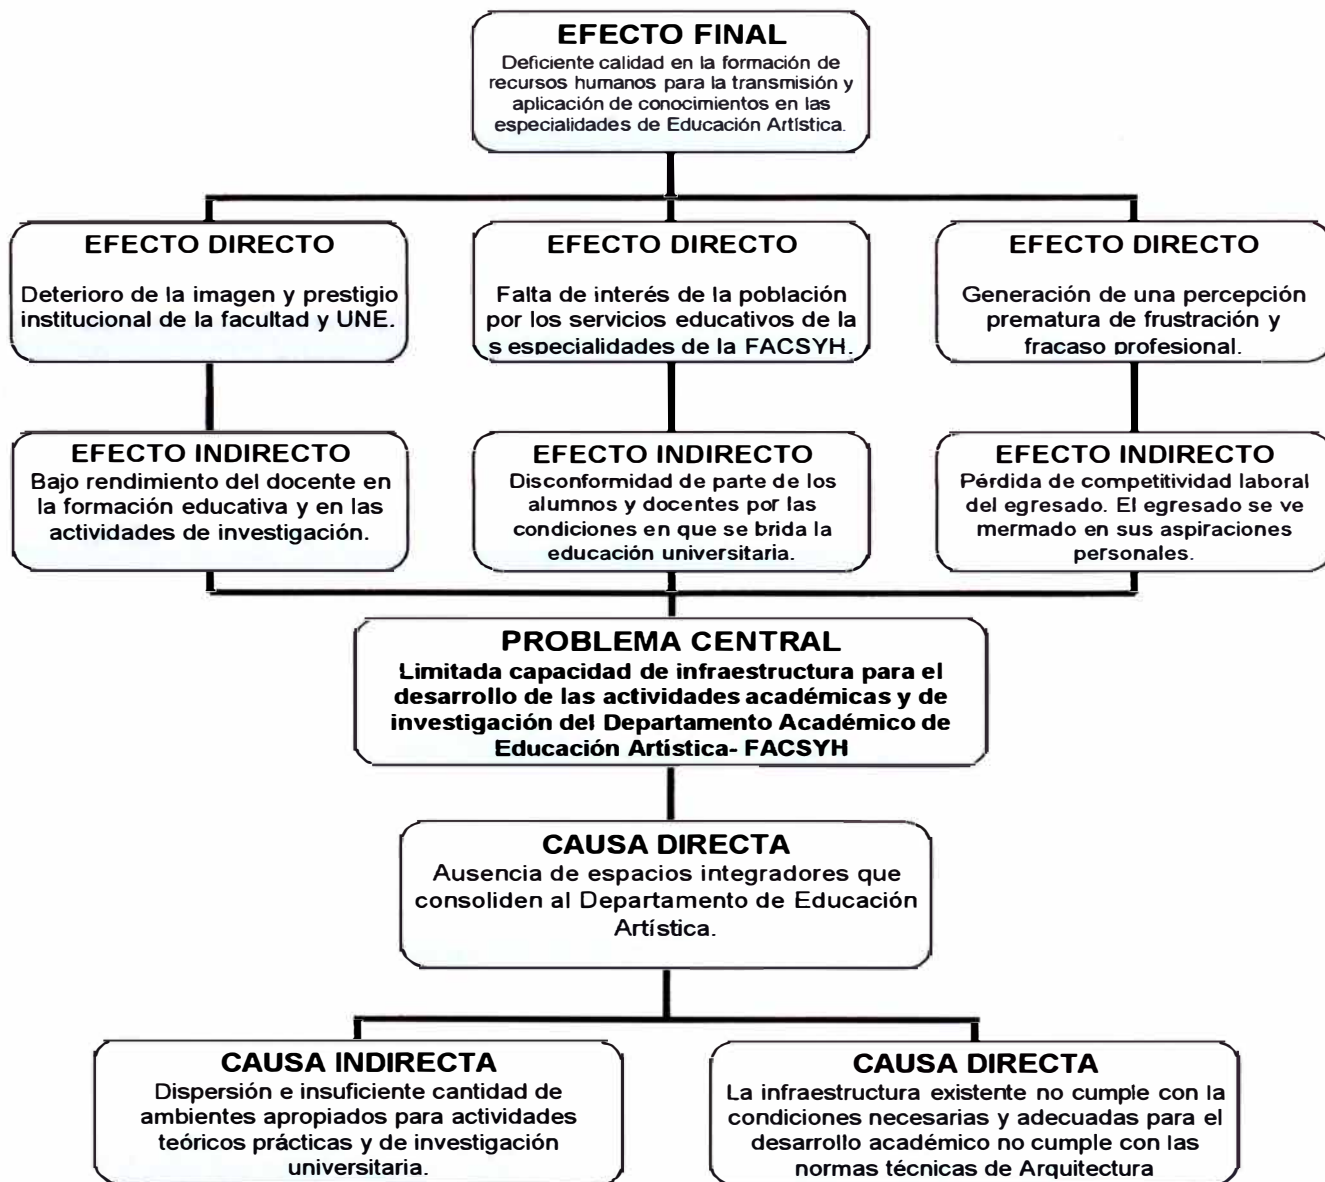 EFECTO FINAL
Deficiente calidad en la formación de
recursos humanos para la transmisión y
aplicación de conocimientos en las
especialidades de Educación Artística.
EFECTO DIRECTO
Deterioro de la imagen y prestigio
institucional de la facultad y UNE.
EFECTO DIRECTO
Falta de interés de la población
por los servicios educativos de la
s especialidades de la FACSYH.
EFECTO DIRECTO
Generación de una percepción
prematura de frustración y
fracaso profesional.
EFECTO INDIRECTO
Bajo rendimiento del docente en
la formación educativa y en las
actividades de investigación.
EFECTO INDIRECTO
Disconformidad de parte de los
alumnos y docentes por las
condiciones en que se brida la
educación universitaria.
EFECTO INDIRECTO
Pérdida de competitividad laboral
del egresado. El egresado se ve
mermado en sus aspiraciones
personales.
PROBLEMA CENTRAL
Limitada capacidad de infraestructura para el
desarrollo de las actividades académicas y de
investigación del Departamento Académico de
Educación Artística- FACSYH
CAUSA DIRECTA
Ausencia de espacios integradores que
consoliden al Departamento de Educación
Artística.
CAUSA INDIRECTA
Dispersión e insuficiente cantidad de
ambientes apropiados para actividades
teóricos prácticas y de investigación
universitaria.
CAUSA DIRECTA
La infraestructura existente no cumple con la
condiciones necesarias y adecuadas para el
desarrollo académico no cumple con las
normas técnicas de Arquitectura